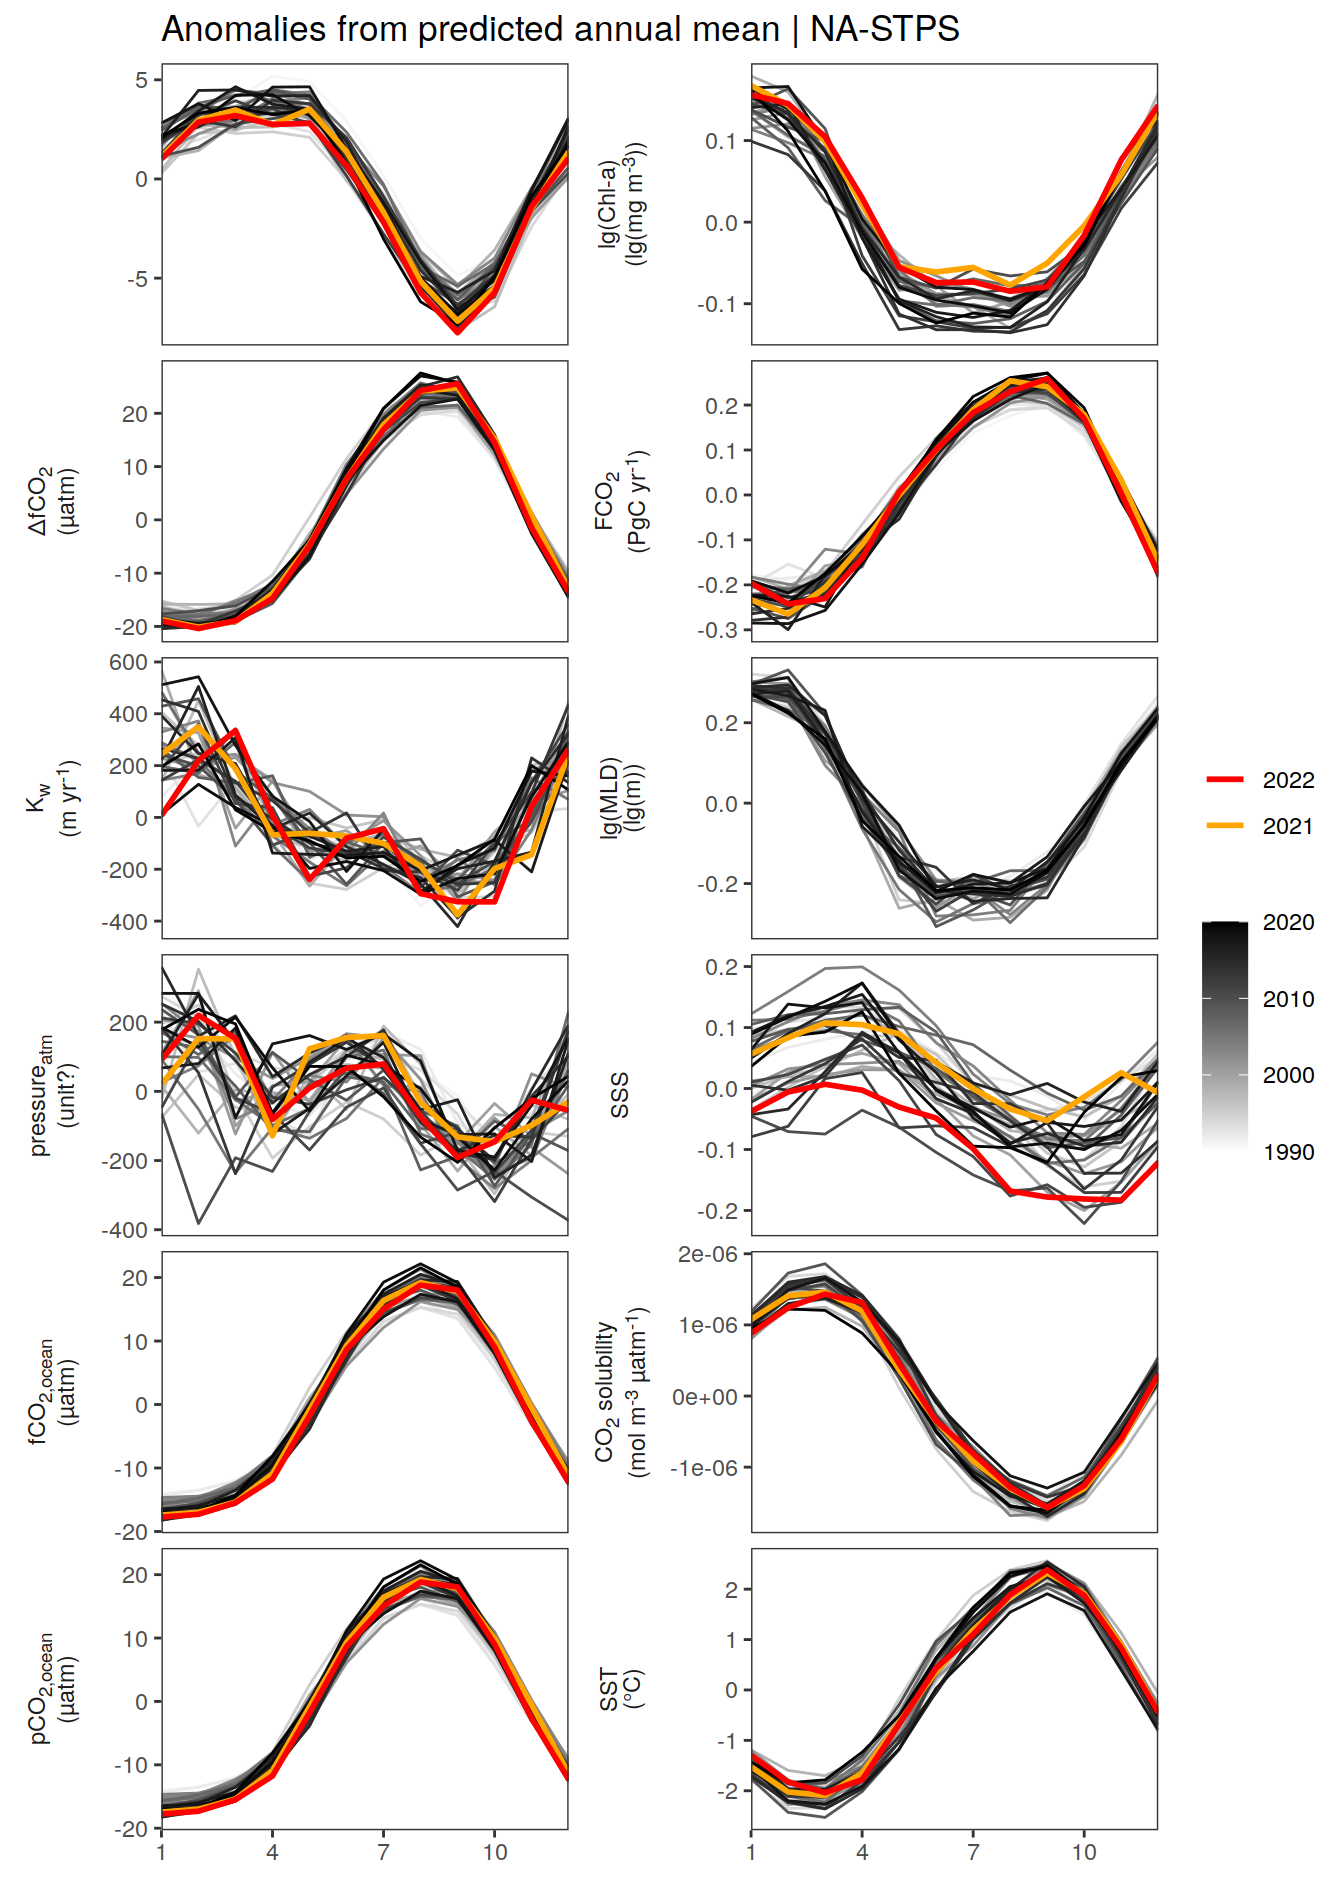 Anomalies from predicted annual mean | NA-STPS
5
0
-5
lg(Chl-a)
(lg(mg m-3))
0.1
0.0
-0.1
ΔfCO2
(µatm)
20
10
0
-10
-20
FCO2
(PgC yr-1)
0.2
0.1
0.0
-0.1
-0.2
-0.3
Kw
(m yr-1)
600
400
200
0
-200
-400
lg(MLD)
(lg(m))
0.2
0.0
-0.2
pressureatm
(unit?)
200
0
-200
-400
SSS
0.2
0.1
0.0
-0.1
-0.2
fCO2,ocean
(µatm)
20
10
0
-10
-20
CO2 solubility
(mol m-3 µatm-1)
2e-06
1e-06
0e+00
-1e-06
pCO2,ocean
(µatm)
20
10
0
-10
-20
1
4
7
10
SST
(°C)
2
1
0
-1
-2
1
4
7
10
2022
2021
2020
2010
2000
1990